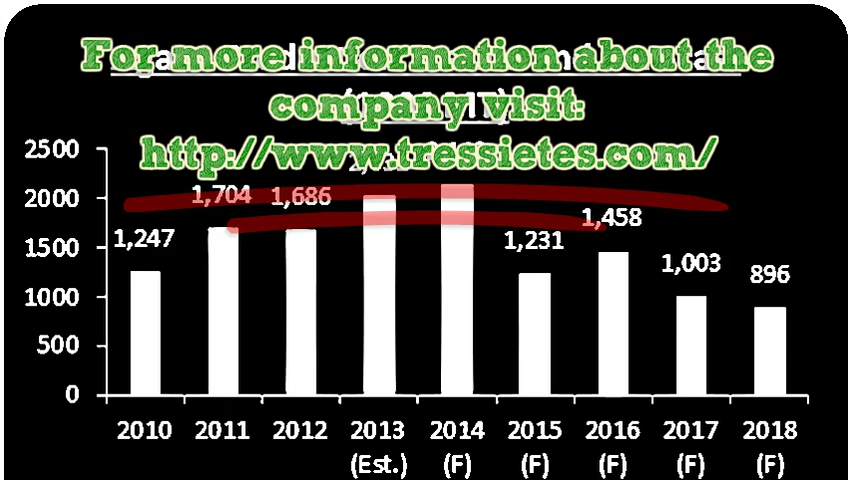 For more information about the
company visit:
http://www.tressietes.com/
2500
2000
1500
1000
500
0
1,247
1,704
1,686
1,231
1,458
1,003
896
2010 2011 2012 2013 2014 2015 2016 2017 2018
(Est.) (F) (F) (F) (F) (F)